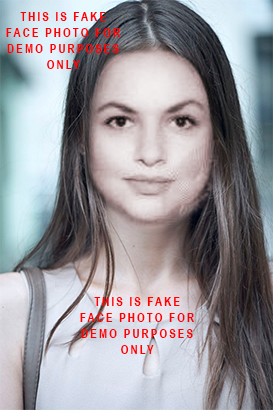 THIS IS FAKE
FACE PHOTO FOR
DEMO PURPOSES
ONLY
THIS IS FAKE
FACE PHOTO FOR
DEMO PURPOSES
ONLY